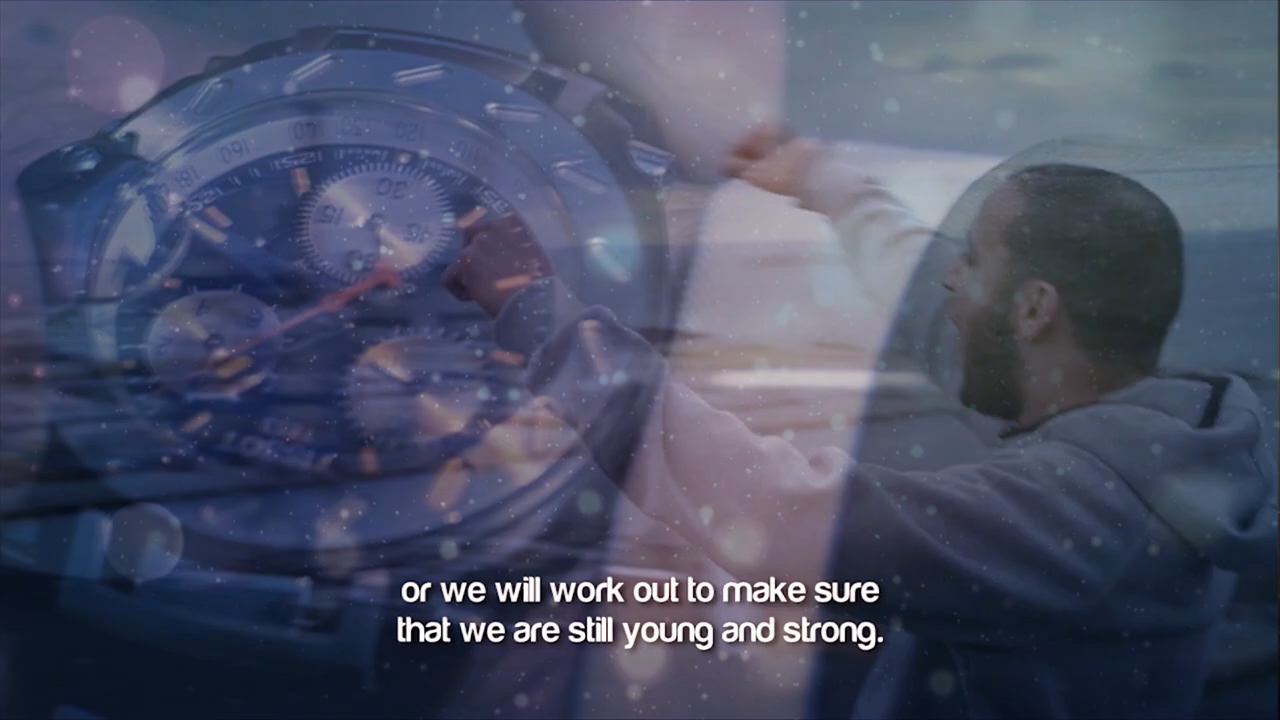 or we will work out to make sure
that we are still young and strong.